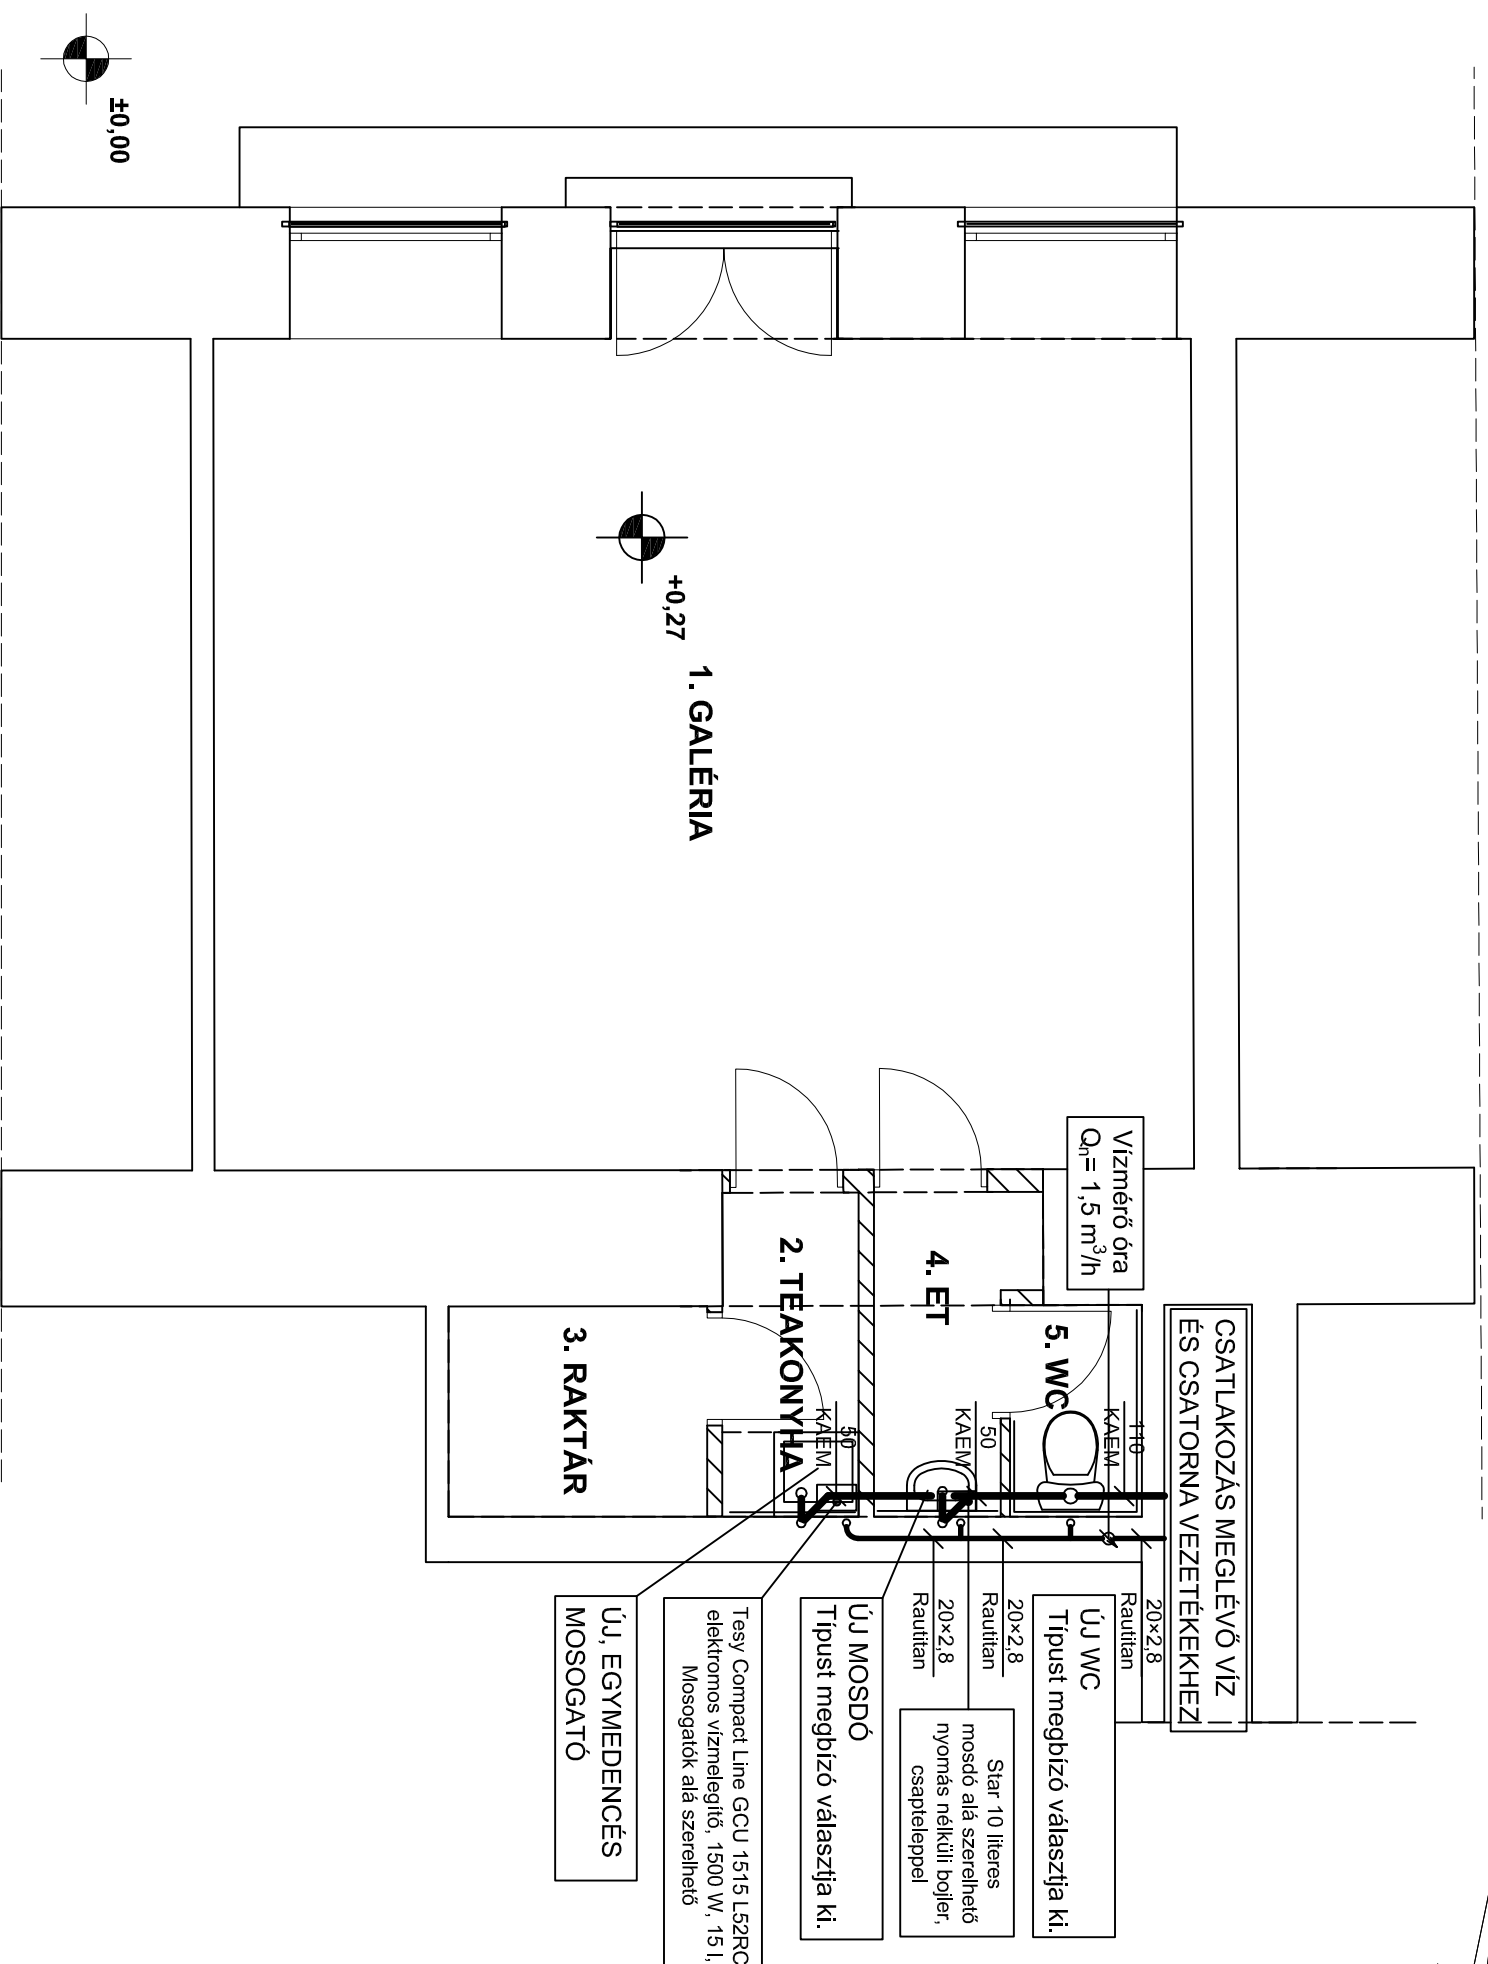 ±0,00
+0,27
1. GALÉRIA
2. TEAKONYHA
3. RAKTÁR
4. ET
5. WC
Vízmérő óra
Qn= 1,5 m³/h
CSATLAKOZÁS MEGLÉVŐ VÍZ
ÉS CSATORNA VEZETÉKEKHEZ
110
KAEM
50
KAEM
50
KAEM
20×2,8
Rautitan
20×2,8
Rautitan
20×2,8
Rautitan
ÚJ WC
Típust megbízó választja ki.
Star 10 literes
mosdó alá szerelhető
nyomás nélküli bojler,
csapteleppel
ÚJ MOSDÓ
Típust megbízó választja ki.
Tesy Compact Line GCU 1515 L52RC
elektromos vízmelegítő, 1500 W, 15 l,
Mosogatók alá szerelhető
ÚJ, EGYMEDENCÉS
MOSOGATÓ